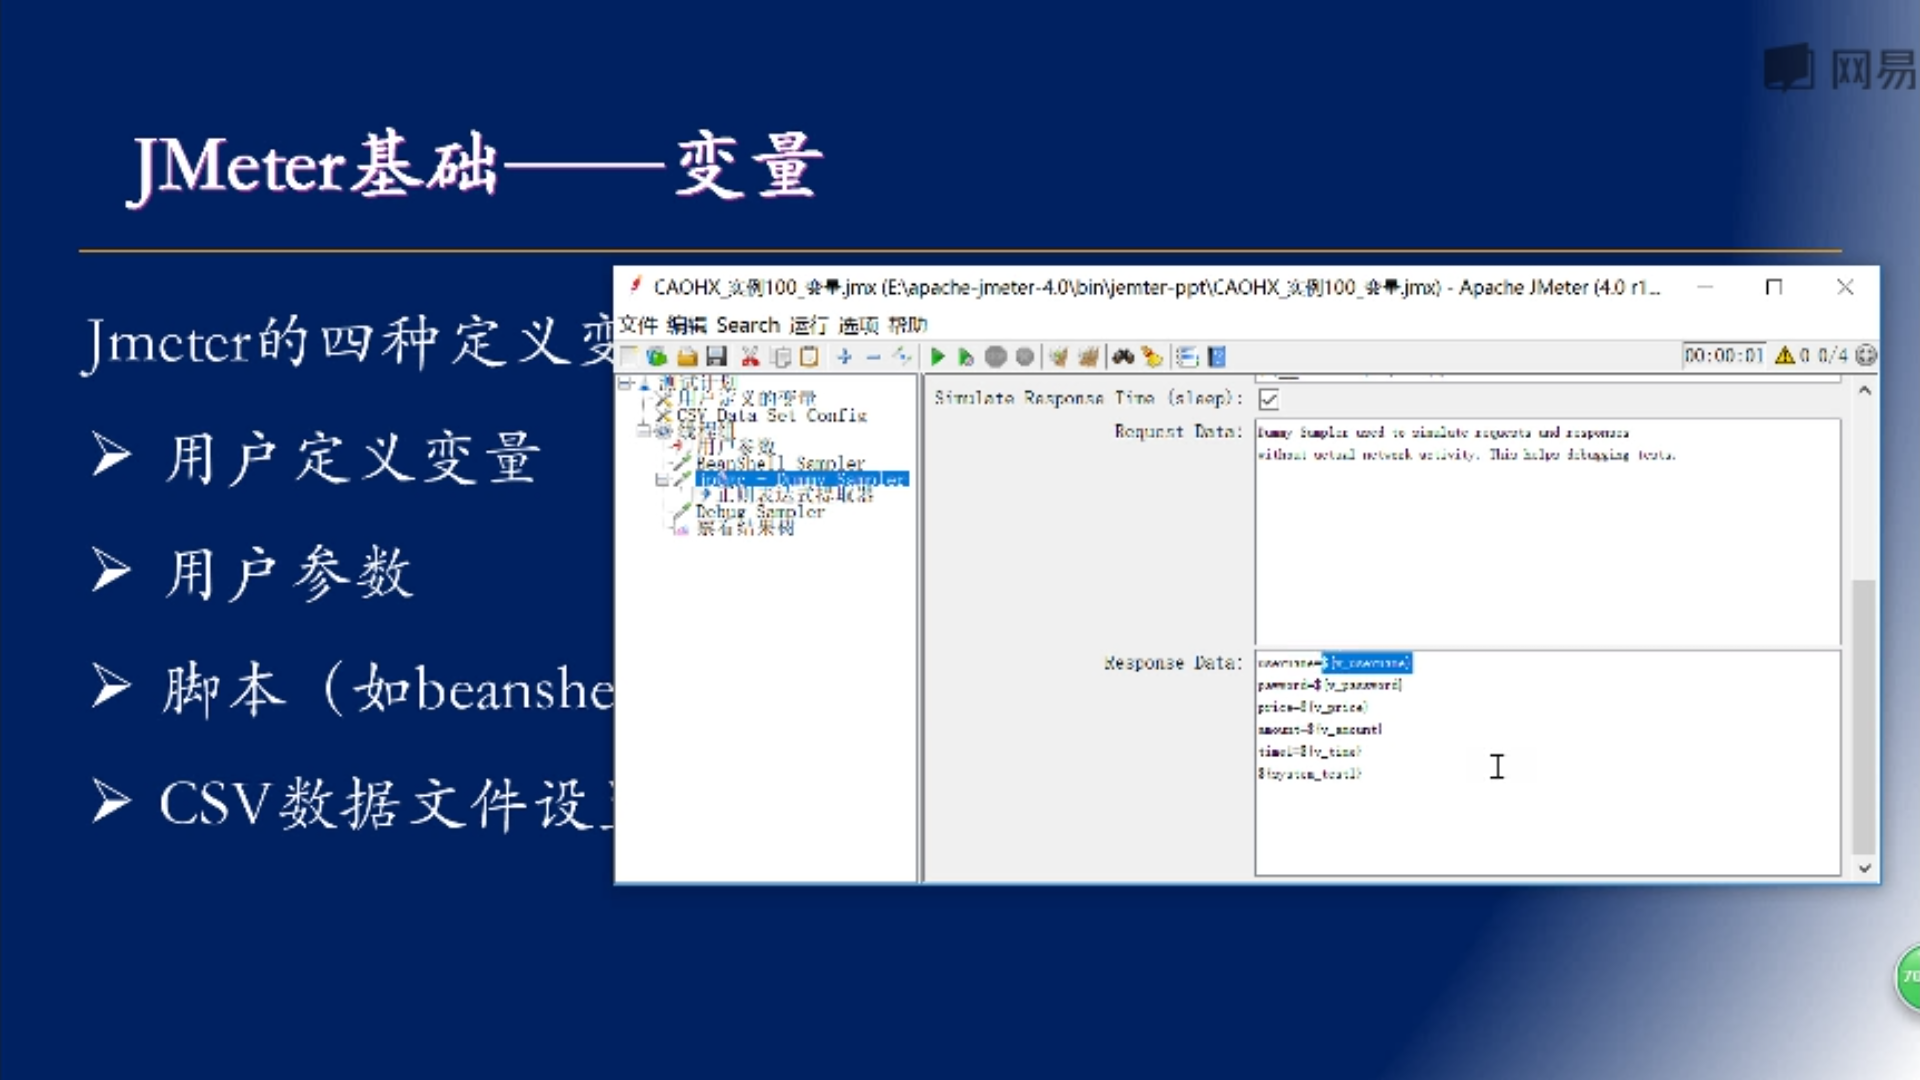 网易
JMeter基础——变量
Jmeter的四种定义变
用户定义变量
用户参数
脚本（如beanshe
CSV数据文件设
CAOHX_实例100_变量.jmx (E:\apache-jmeter-4.0\bin\jemter-ppt\CAOHX_实例100_变量.jmx) - Apache JMeter (4.0 r1...
文件 编辑 Search 运行 选项 帮助
00:00:01 0 0/4
测试计划
用户定义的变量
CSV Data Set Config
线程组
用户参数
BeanShell Sampler
jp@gc - Dummy Sampler
正则表达式提取器
Debug Sampler
察看结果树
Simulate Response Time (sleep):
Request Data:
Dummy Sampler used to simulate requests and responses
without actual network activity. This helps debugging tests.
Response Data:
username=${v_username}
password=${v_password}
price=${v_price}
amount=${v_amount}
time1=${v_time}
${system_test1}
70